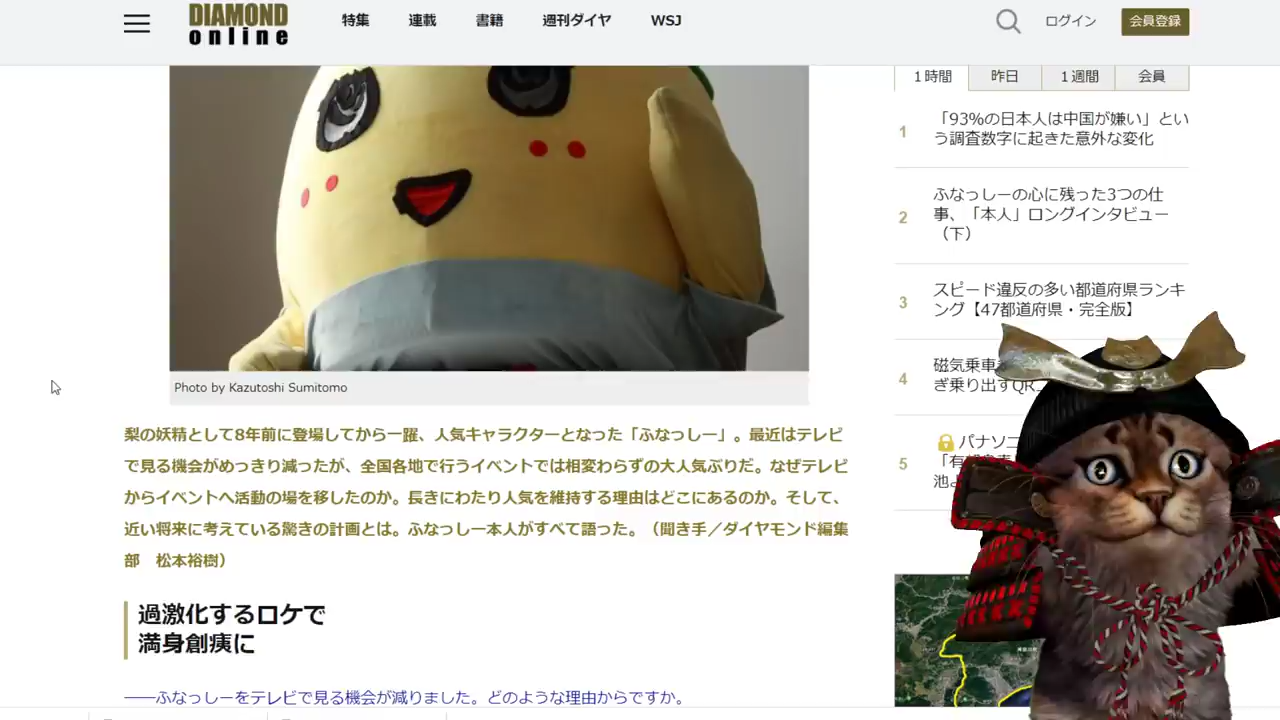 DIAMOND
online
特集
連載
書籍
週刊ダイヤ
WSJ
ログイン
会員登録
Photo by Kazutoshi Sumitomo
梨の妖精として8年前に登場してから一躍、人気キャラクターとなった「ふなっしー」。最近はテレビ
で見る機会がめっきり減ったが、全国各地で行うイベントでは相変わらずの大人気ぶりだ。なぜテレビ
からイベントへ活動の場を移したのか。長きにわたり人気を維持する理由はどこにあるのか。そして、
近い将来に考えている驚きの計画とは。ふなっしー本人がすべて語った。（聞き手／ダイヤモンド編集
部　松本裕樹）
過激化するロケで
満身創痍に
――ふなっしーをテレビで見る機会が減りました。どのような理由からですか。
1時間
昨日
1週間
会員
1
「93%の日本人は中国が嫌い」とい
う調査数字に起きた意外な変化
2
ふなっしーの心に残った3つの仕
事、「本人」ロングインタビュー
（下）
3
スピード違反の多い都道府県ランキ
ング【47都道府県・完全版】
4
磁気乗車
ぎ乗り出すQR
5
パナソニ
「有
池